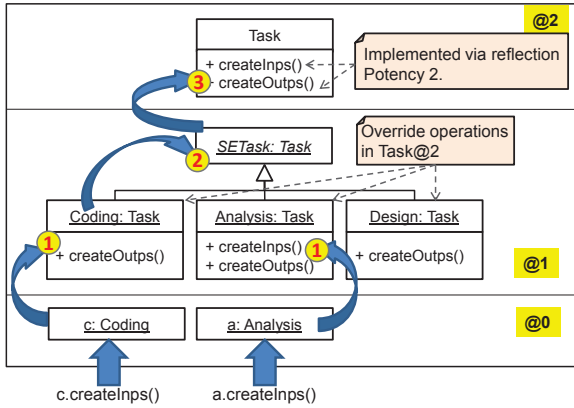 @2
Task
+ createInps()
createOutps()
3
Implemented via reflection
Potency 2.
SETask: Task
2
Override operations
in Task@2
Coding: Task
+ createOutps()
1
Analysis: Task
+ createInps()
+ createOutps()
1
Design: Task
+ createOutps()
@1
c: Coding
a: Analysis
@0
c.createInps()
a.createInps()